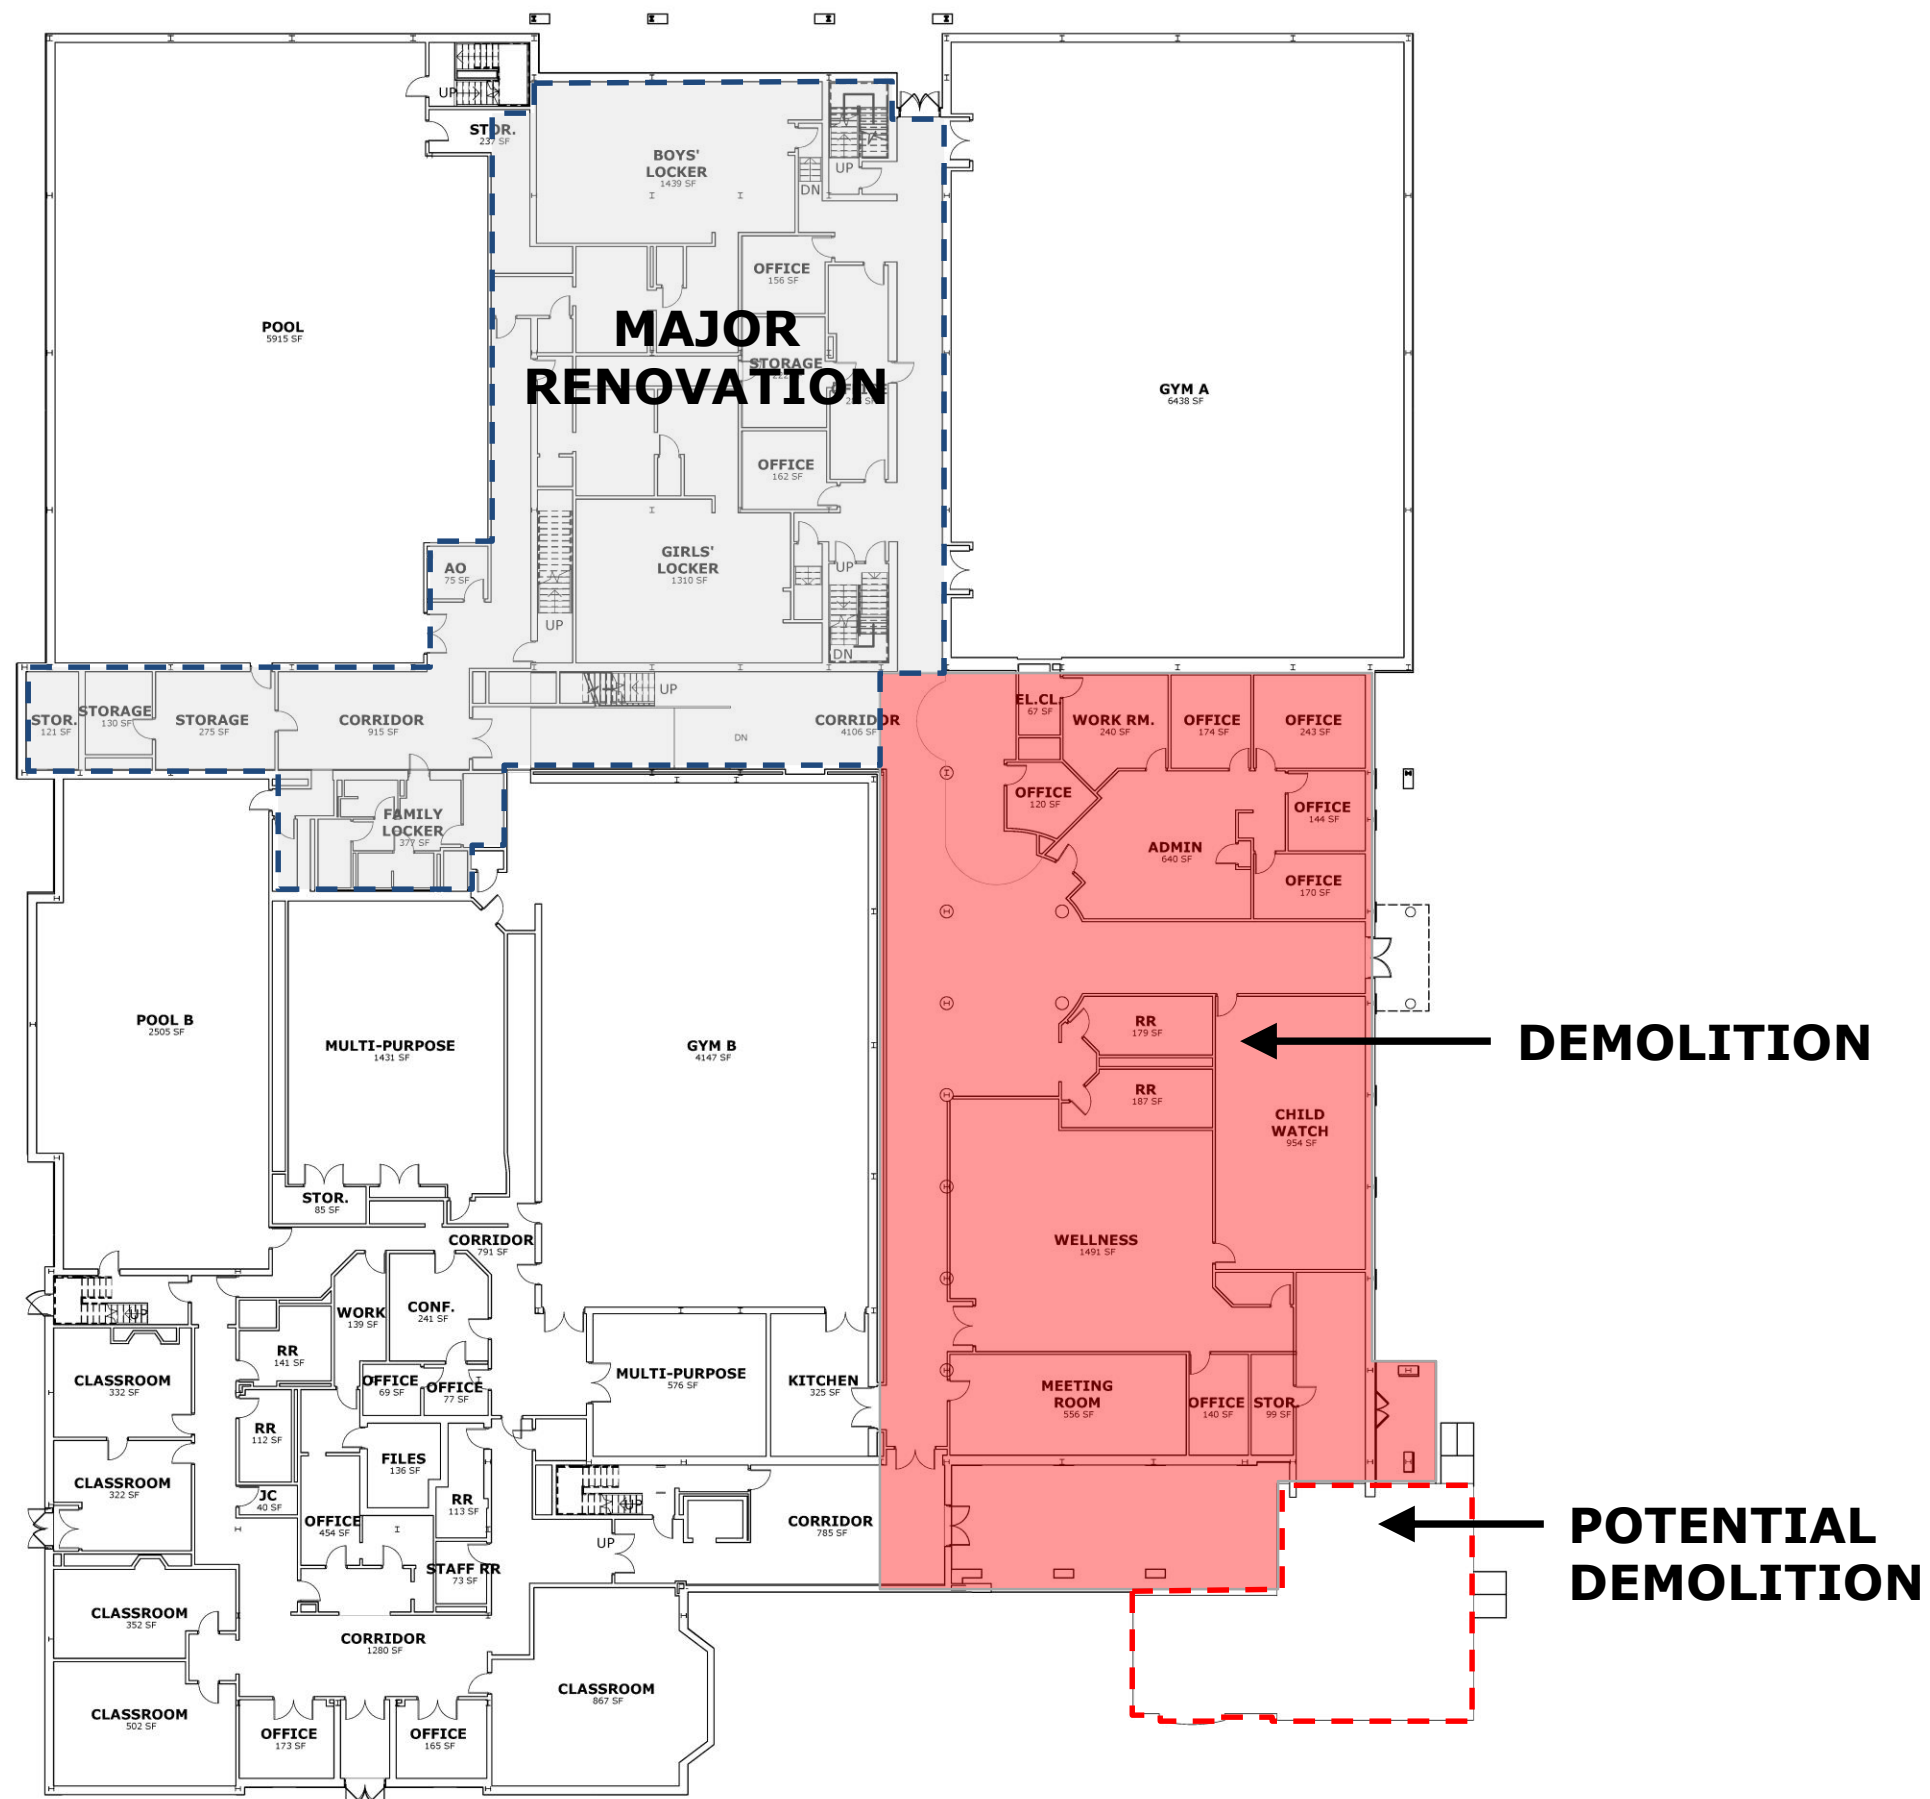 UP
STOR.
237 SF
BOYS'
LOCKER
1439 SF
UP
DN
OFFICE
156 SF
POOL
5915 SF
MAJOR
RENOVATION
STORAGE
GYM A
6438 SF
OFFICE
162 SF
GIRLS'
LOCKER
1310 SF
AO
75 SF
UP
UP
DN
UP
STOR.
121 SF
STORAGE
130 SF
STORAGE
275 SF
CORRIDOR
915 SF
DN
CORRIDOR
4106 SF
EL.CL.
67 SF
WORK RM.
240 SF
OFFICE
174 SF
OFFICE
243 SF
OFFICE
120 SF
OFFICE
144 SF
FAMILY
LOCKER
377 SF
ADMIN
640 SF
OFFICE
170 SF
POOL B
2505 SF
MULTI-PURPOSE
1431 SF
GYM B
4147 SF
RR
179 SF
DEMOLITION
RR
187 SF
CHILD
WATCH
954 SF
STOR.
85 SF
CORRIDOR
791 SF
WELLNESS
1491 SF
UP
WORK
139 SF
CONF.
241 SF
RR
141 SF
CLASSROOM
332 SF
OFFICE
69 SF
OFFICE
77 SF
MULTI-PURPOSE
576 SF
KITCHEN
325 SF
MEETING
ROOM
556 SF
OFFICE
140 SF
STOR.
99 SF
RR
112 SF
FILES
136 SF
CLASSROOM
322 SF
JC
40 SF
RR
113 SF
OFFICE
454 SF
UP
UP
CORRIDOR
785 SF
POTENTIAL
DEMOLITION
STAFF RR
73 SF
CLASSROOM
352 SF
CORRIDOR
1280 SF
CLASSROOM
867 SF
CLASSROOM
502 SF
OFFICE
173 SF
OFFICE
165 SF